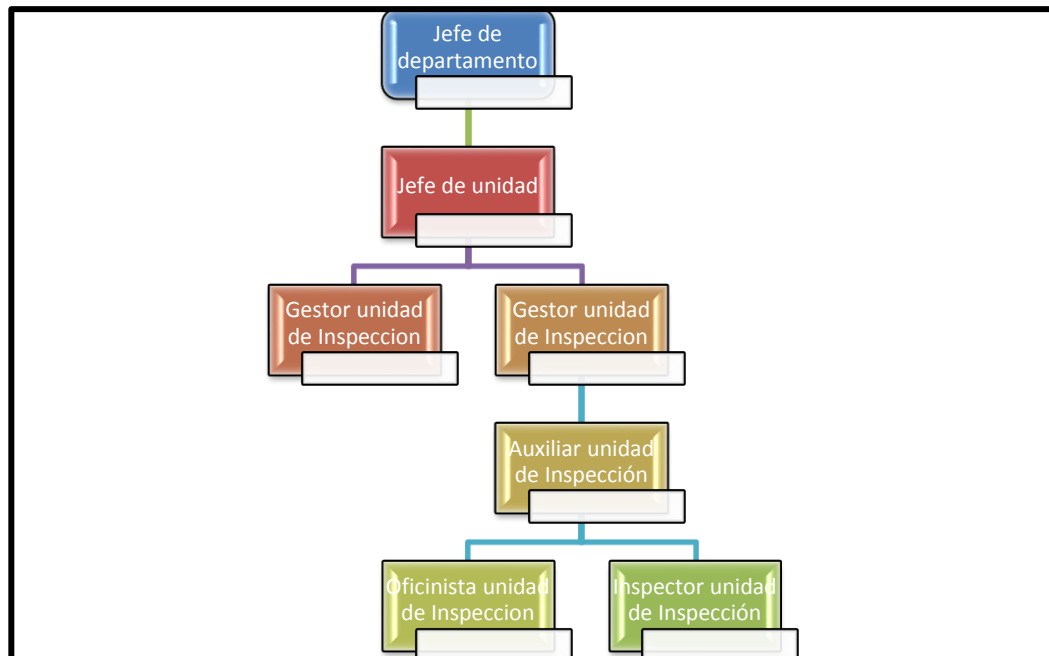 Jefe de
departamento
Jefe de unidad
Gestor unidad
de Inspeccion
Gestor unidad
de Inspeccion
Auxiliar unidad
de Inspección
Oficinista unidad
de Inspeccion
Inspector unidad
de Inspección